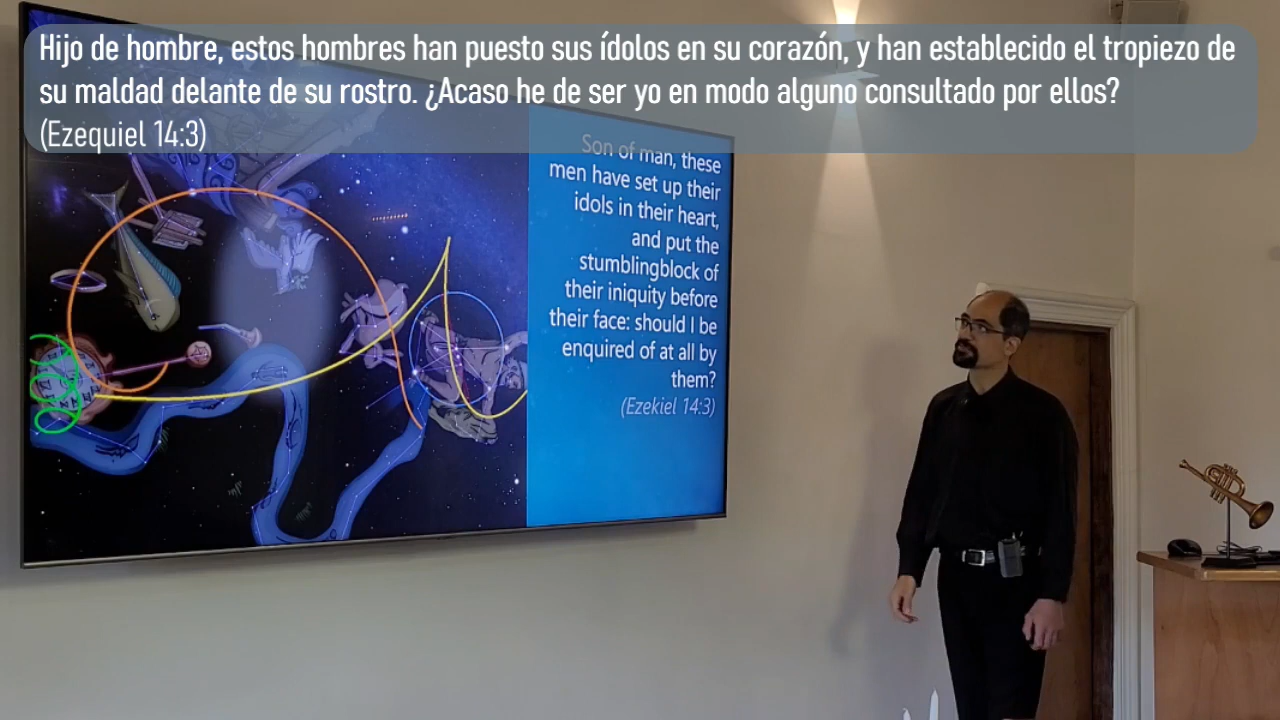 Hijo de hombre, estos hombres han puesto sus ídolos en su corazón, y han establecido el tropiezo de
su maldad delante de su rostro. ¿Acaso he de ser yo en modo alguno consultado por ellos?
(Ezequiel 14:3)
Son of man, these
men have set up their
idols in their heart,
and put the
stumblingblock of
their iniquity before
their face: should I be
enquired of at all by
them?
(Ezekiel 14:3)